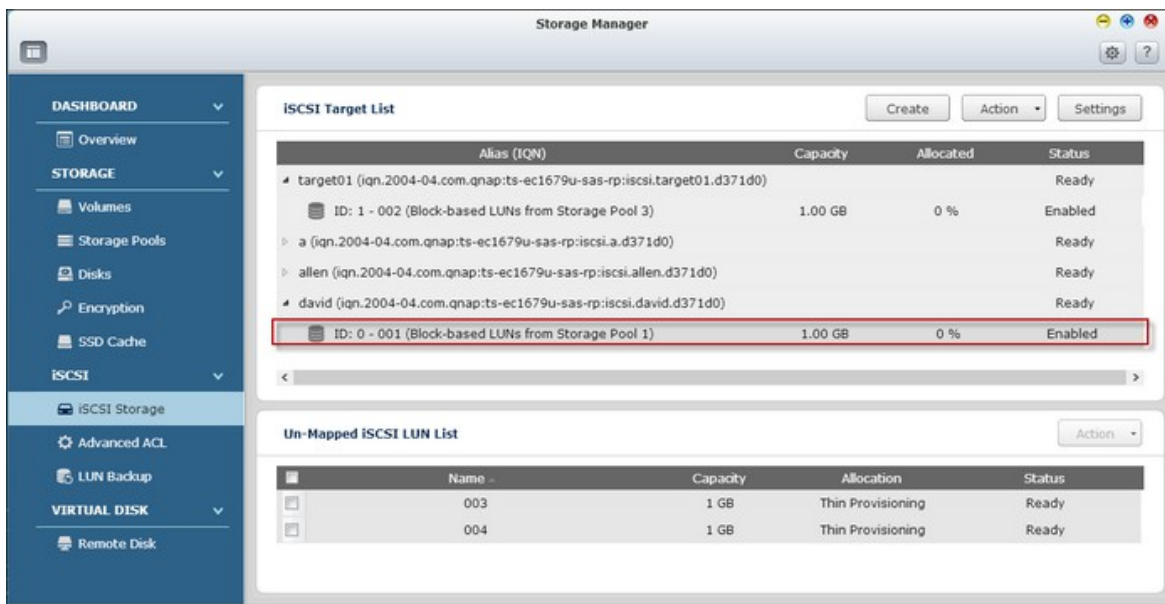 Storage Manager
?
DASHBOARD
Overview
STORAGE
Volumes
Storage Pools
Disks
Encryption
SSD Cache
iSCSI
iSCSI Storage
Advanced ACL
LUN Backup
VIRTUAL DISK
Remote Disk
iSCSI Target List Create Action Settings
Alias (IQN) Capacity Allocated Status
target01 (iqn.2004-04.com.qnap:ts-ec1679u-sas-rp:iscsi.target01.d371d0) Ready
ID: 1 - 002 (Block-based LUNs from Storage Pool 3) 1.00 GB 0 % Enabled
a (iqn.2004-04.com.qnap:ts-ec1679u-sas-rp:iscsi.a.d371d0) Ready
allen (iqn.2004-04.com.qnap:ts-ec1679u-sas-rp:iscsi.allen.d371d0) Ready
david (iqn.2004-04.com.qnap:ts-ec1679u-sas-rp:iscsi.david.d371d0) Ready
ID: 0 - 001 (Block-based LUNs from Storage Pool 1) 1.00 GB 0 % Enabled
Un-Mapped iSCSI LUN List Action
Name Capacity Allocation Status
003 1 GB Thin Provisioning Ready
004 1 GB Thin Provisioning Ready